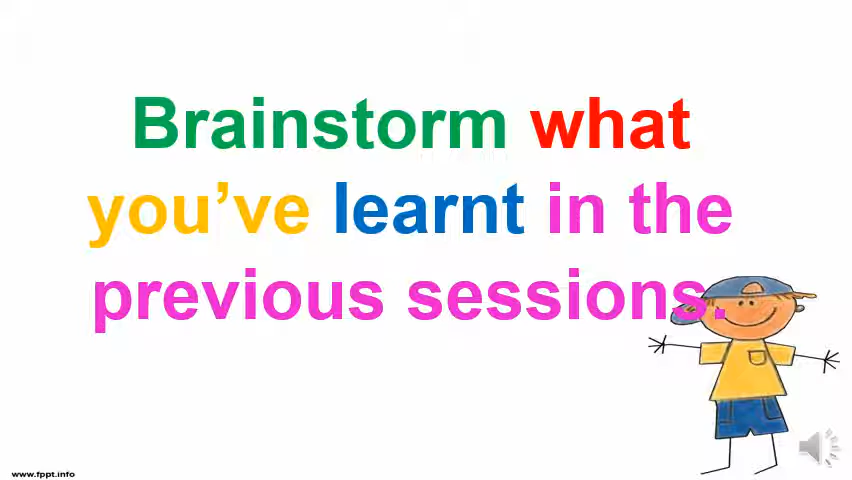 Brainstorm what
you’ve learnt in the
previous sessions.
www.fppt.info